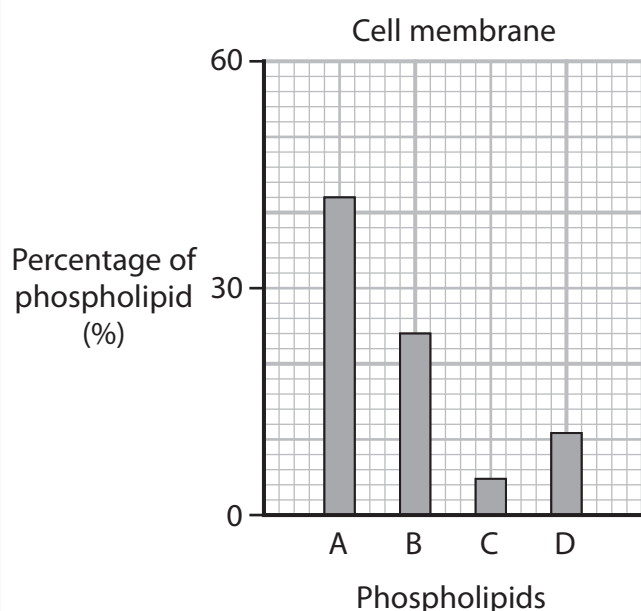 Cell membrane
60
Percentage of
phospholipid
(%)
30
0
A B C D
Phospholipids